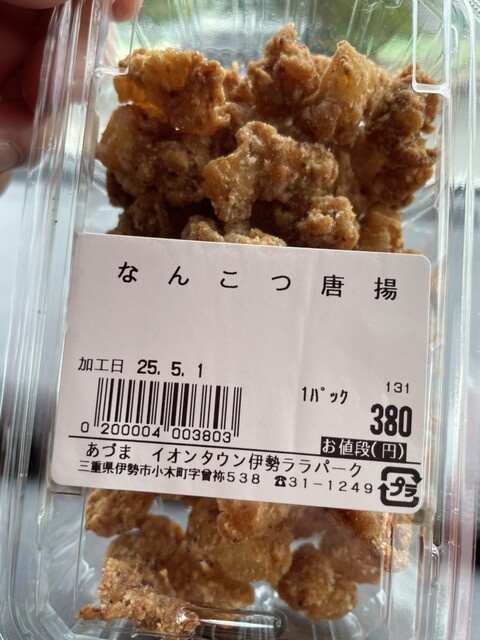 なんこつ唐揚
加工日 25.5.1
1パック
131
0 200004 003803
380
お値段(円)
あづま イオンタウン伊勢ララパーク
三重県伊勢市小木町字曽祢538 ☎31-1249
プラ